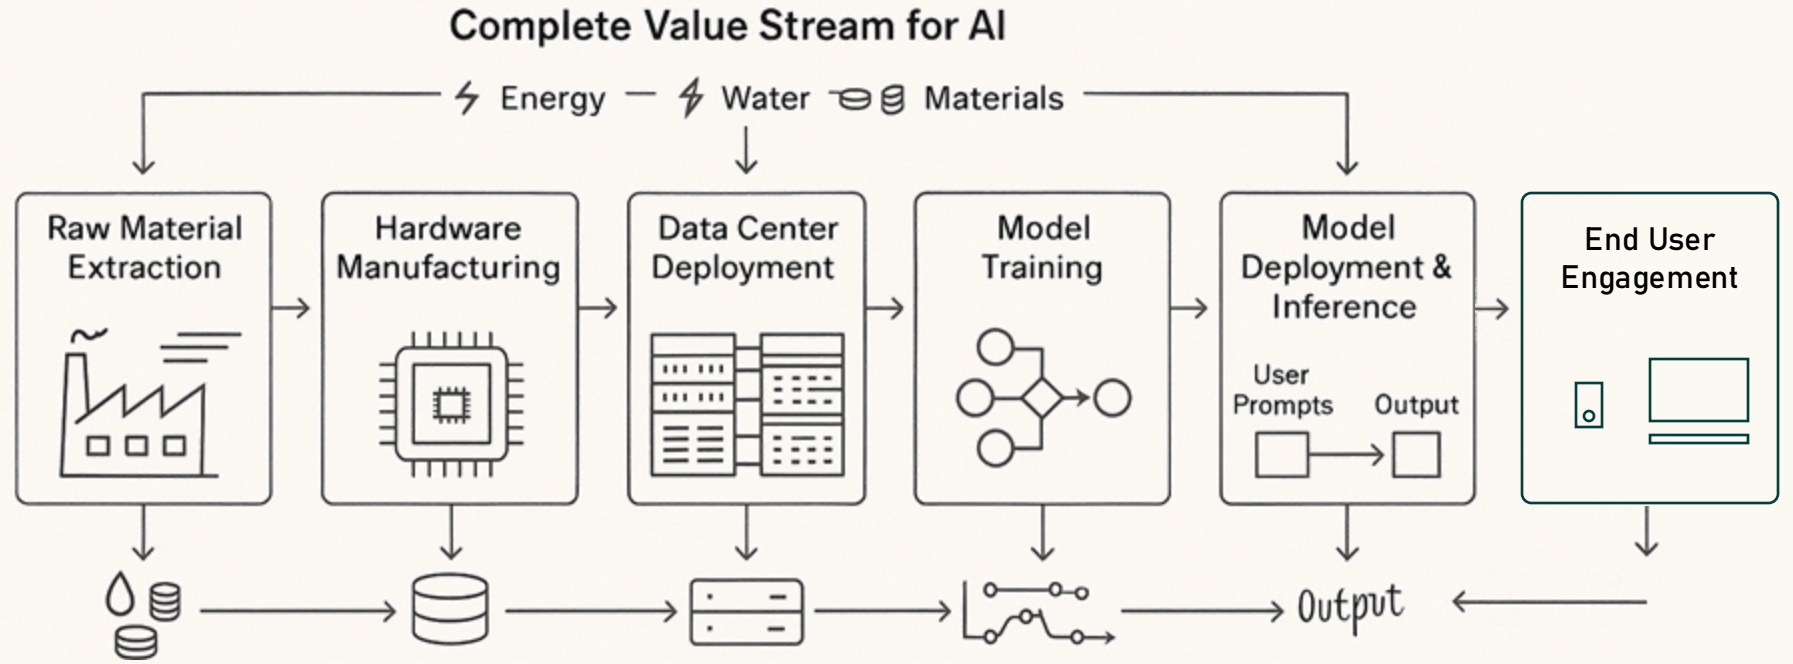 Complete Value Stream for AI
Energy
Water
Materials
Raw Material
Extraction
Hardware
Manufacturing
Data Center
Deployment
Model
Training
Model
Deployment &
Inference
User
Prompts
Output
End User
Engagement
Output